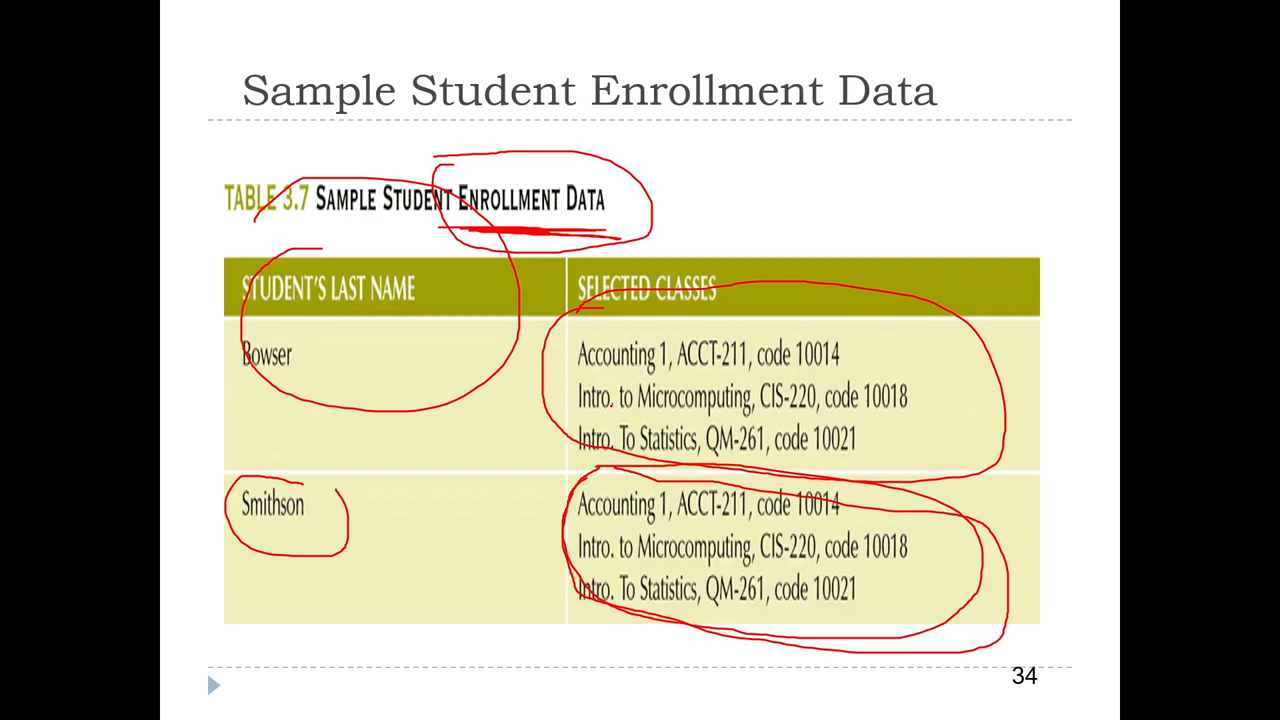 Sample Student Enrollment Data
TABLE 3.7 SAMPLE STUDENT ENROLLMENT DATA
STUDENT'S LAST NAME SELECTED CLASSES
Bowser Accounting 1, ACCT-211, code 10014
Intro. to Microcomputing, CIS-220, code 10018
Intro. To Statistics, QM-261, code 10021
Smithson Accounting 1, ACCT-211, code 10014
Intro. to Microcomputing, CIS-220, code 10018
Intro. To Statistics, QM-261, code 10021
34